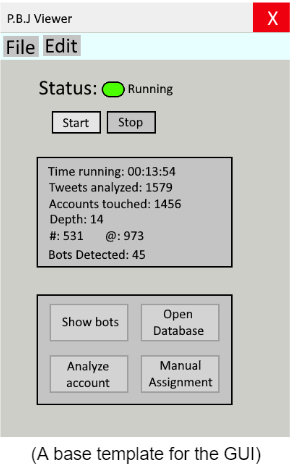 P.B.J Viewer
X
File Edit
Status: Running
Start Stop
Time running: 00:13:54
Tweets analyzed: 1579
Accounts touched: 1456
Depth: 14
#: 531 @: 973
Bots Detected: 45
Show bots
Open
Database
Analyze
account
Manual
Assignment
(A base template for the GUI)